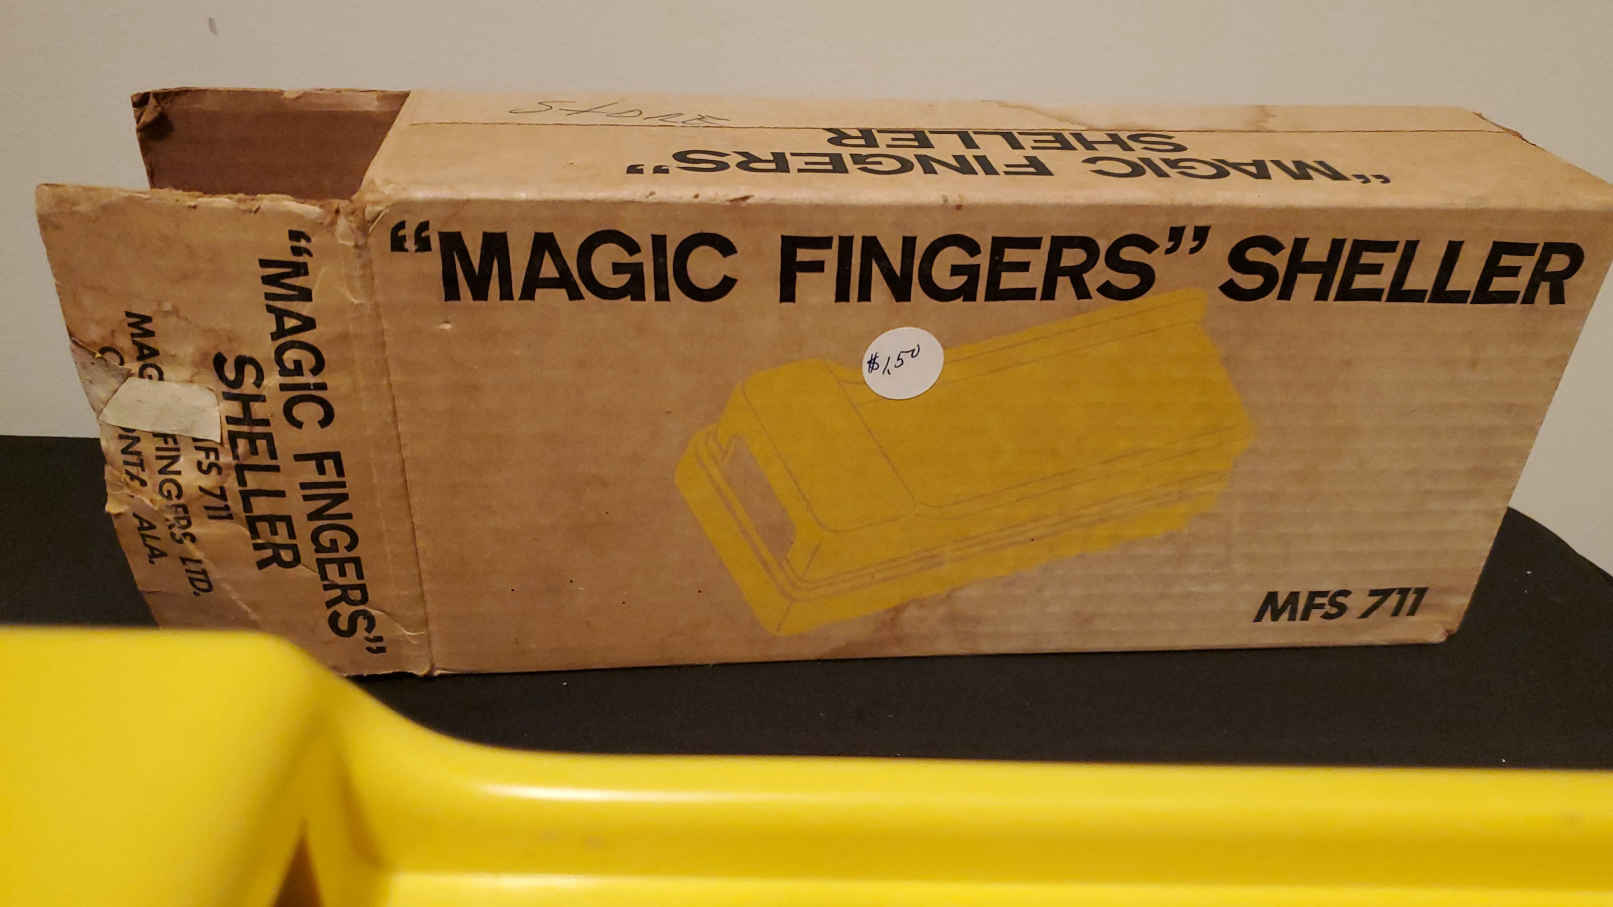 STORE
"MAGIC FINGERS"
SHELLER
"MAGIC FINGERS" SHELLER
$1.50
MFS 711
"MAGIC FINGERS"
SHELLER
FS 711
MAG FINGERS LTD.
ALA.